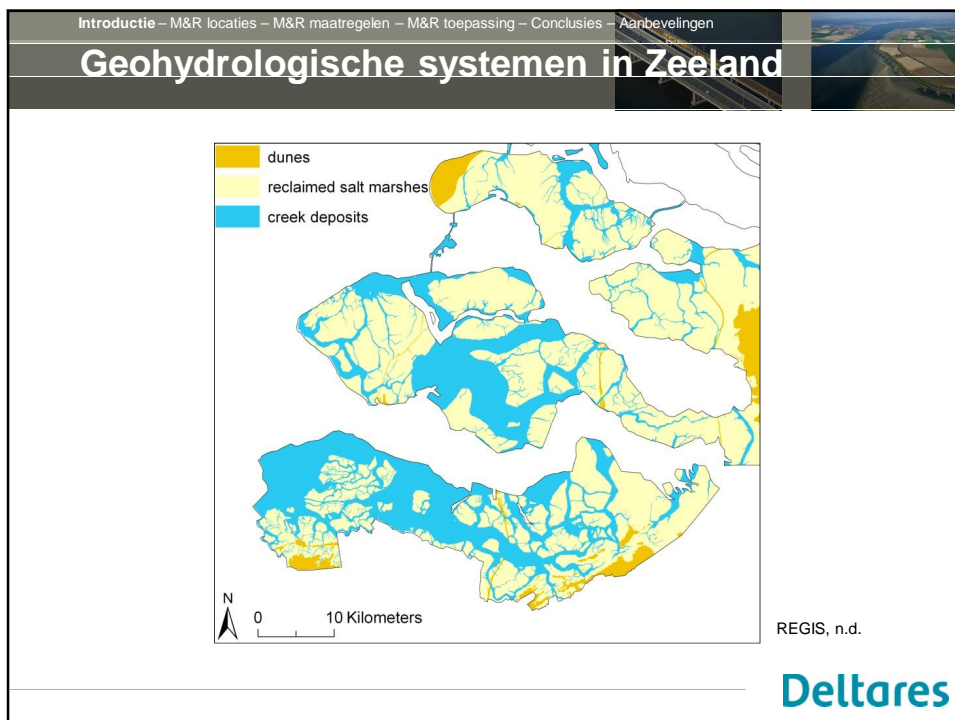 Introductie – M&R locaties – M&R maatregelen – M&R toepassing – Conclusies – Aanbevelingen
Geohydrologische systemen in Zeeland
dunes
reclaimed salt marshes
creek deposits
N
0 10 Kilometers
REGIS, n.d.
Deltares